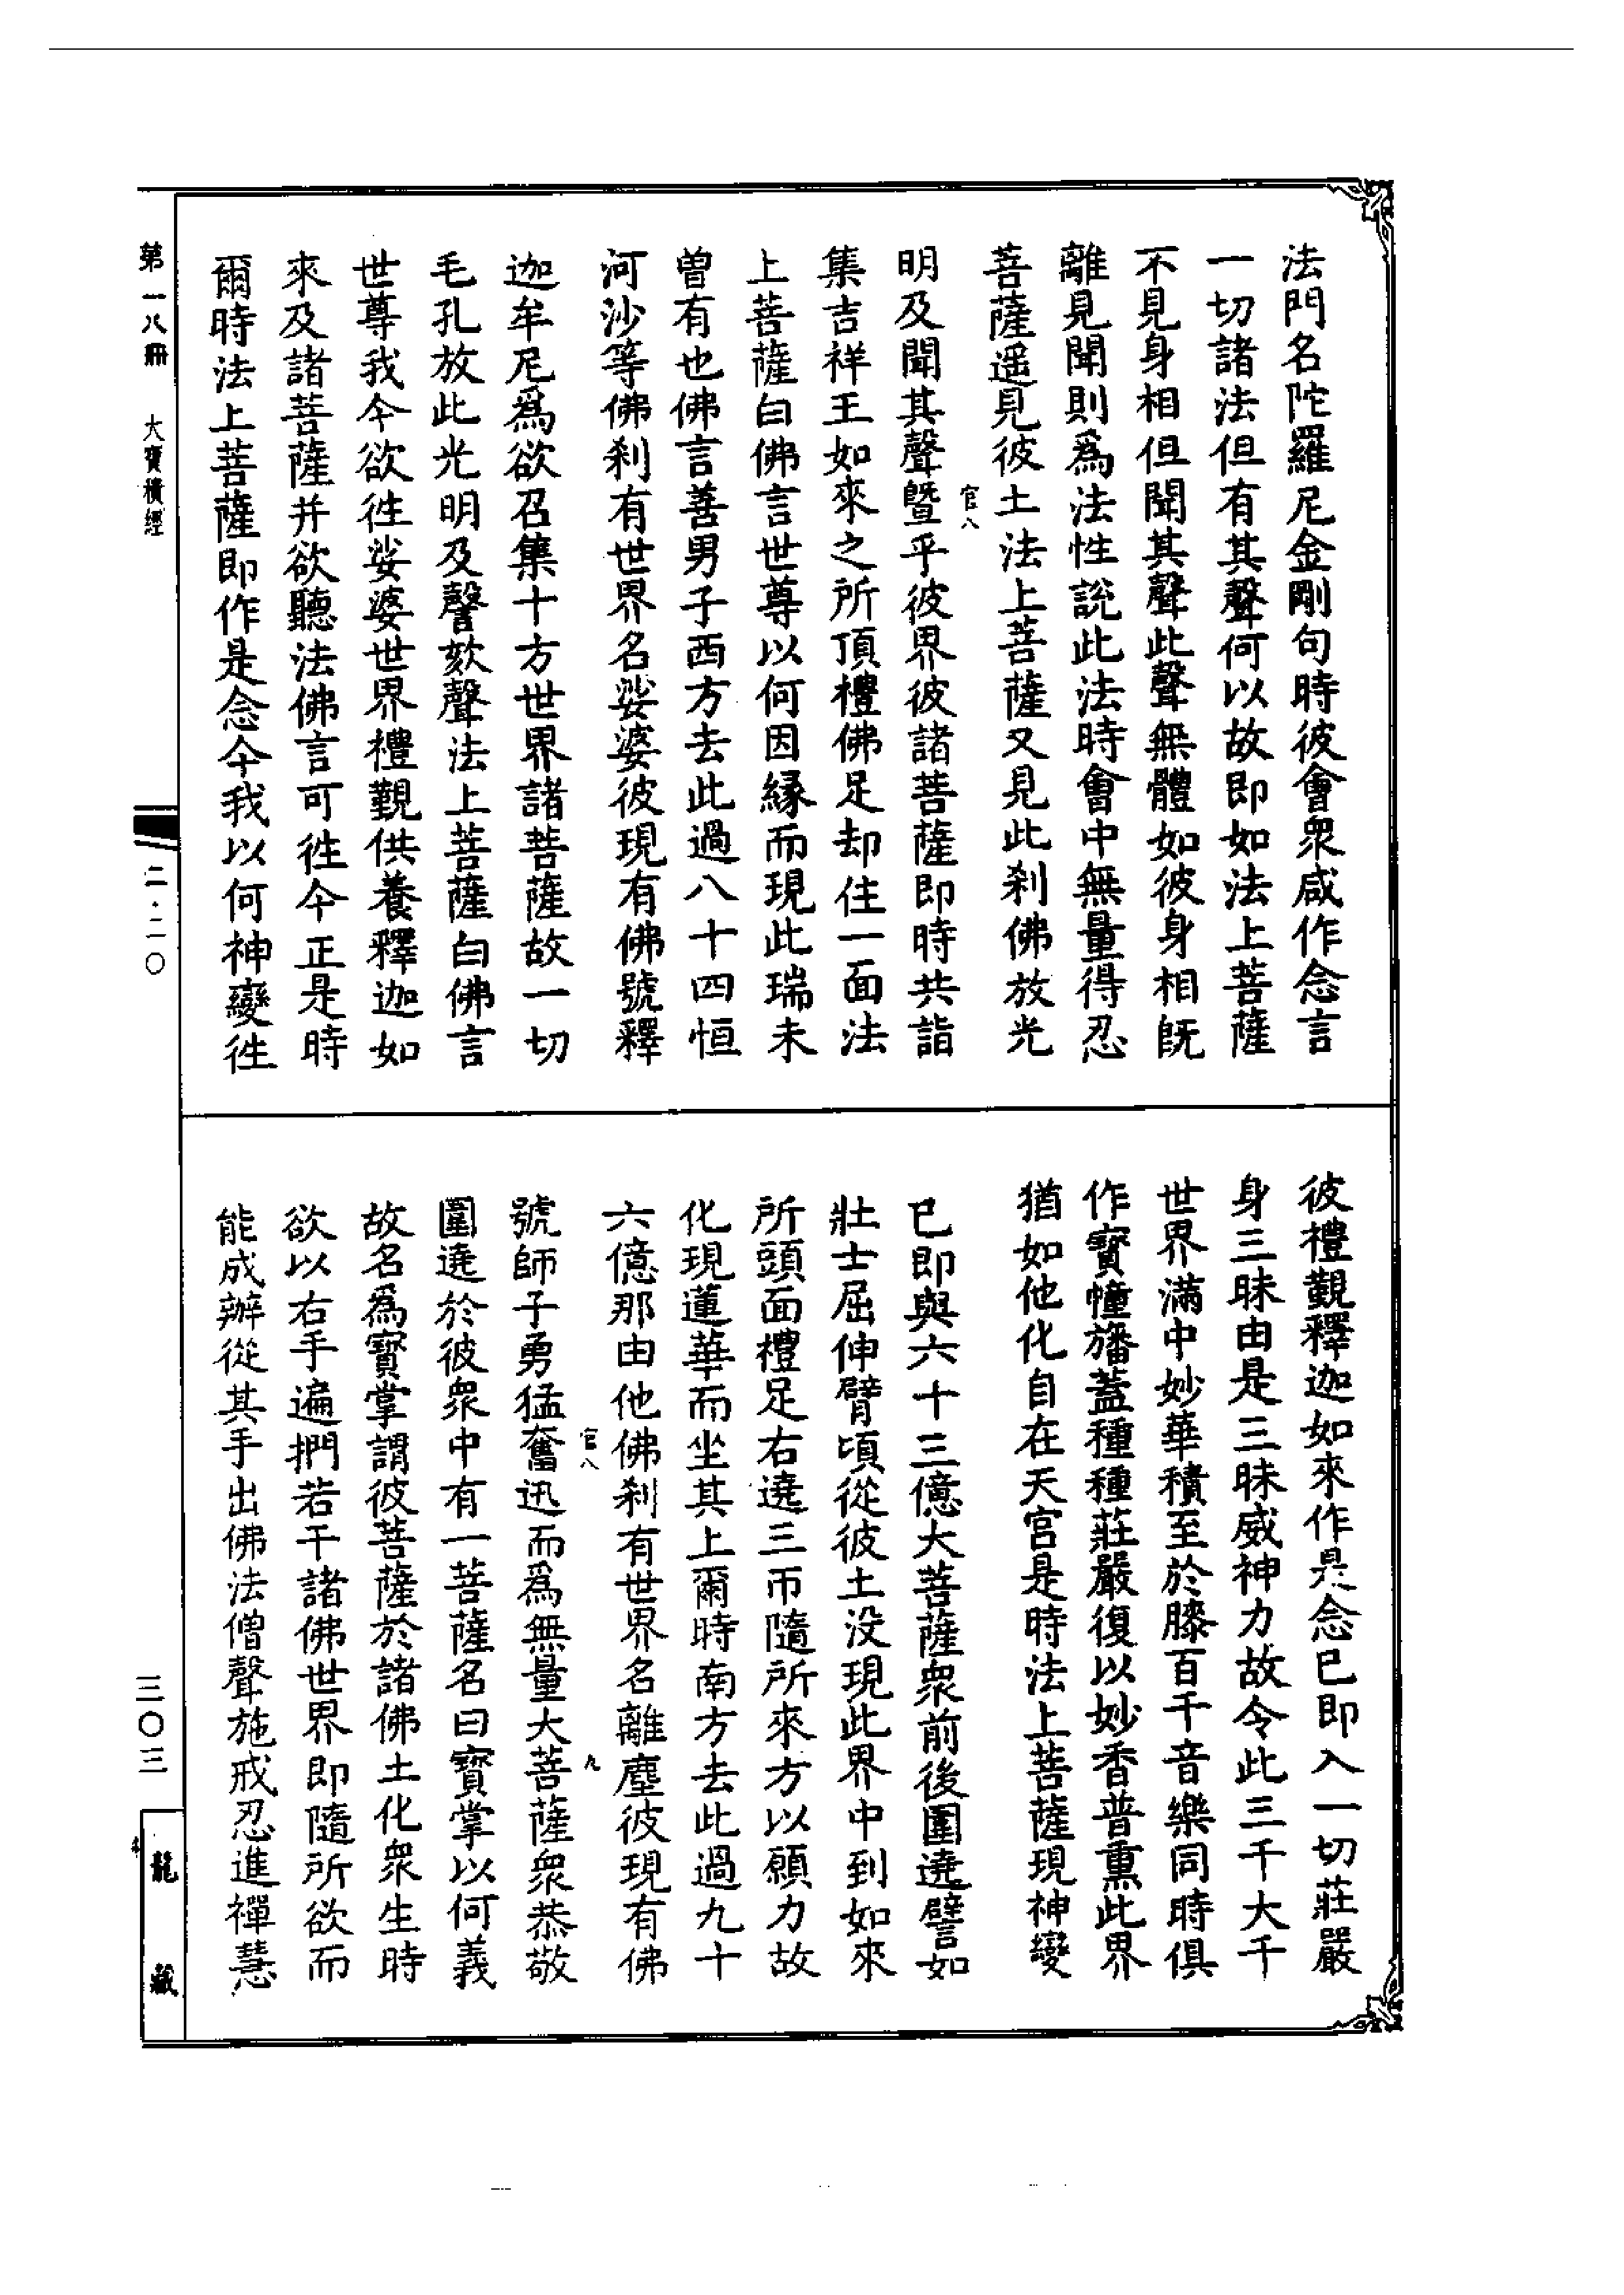 法門名陀羅尼金剛句時彼會衆咸作念言
一切諸法但有其聲何以故即如法上菩薩
不見身相但聞其聲此聲無體如彼身相既
離見聞則爲法性說此法時會中無量得忍
菩薩遥見彼土法上菩薩又見此刹佛放光
官八
明及聞其聲暨乎彼界彼諸菩薩即時共詣
集吉祥王如來之所頂禮佛足却住一面法
上菩薩白佛言世尊以何因緣而現此瑞未
曾有也佛言善男子西方去此過八十四恒
河沙等佛刹有世界名娑婆彼現有佛號釋
迦牟尼爲欲召集十方世界諸菩薩故一切
毛孔放此光明及謦欬聲法上菩薩白佛言
世尊我今欲往娑婆世界禮觐供養釋迦如
來及諸菩薩并欲聽法佛言可往今正是時
爾時法上菩薩即作是念今我以何神變往
彼禮觐釋迦如來作是念已即入一切莊嚴
身三昧由是三昧威神力故令此三千大千
世界滿中妙華積至於膝百千音樂同時俱
作寶幢旛蓋種種莊嚴復以妙香普熏此界
猶如他化自在天宮是時法上菩薩現神變
已即與六十三億大菩薩衆前後圍遶譬如
壯士屈伸臂頃從彼土没現此界中到如來
所頭面禮足右遶三帀隨所來方以願力故
化現蓮華而坐其上爾時南方去此過九十
六億那由他佛刹有世界名離塵彼現有佛
官八
九
號師子勇猛奮迅而爲無量大菩薩衆恭敬
圍遶於彼衆中有一菩薩名曰寶掌以何義
故名爲寶掌謂彼菩薩於諸佛土化衆生時
欲以右手遍捫若干諸佛世界即隨所欲而
能成辦從其手出佛法僧聲施戒忍進禪慧
第一八冊 大寶積經
二·二〇
三〇三
龍藏